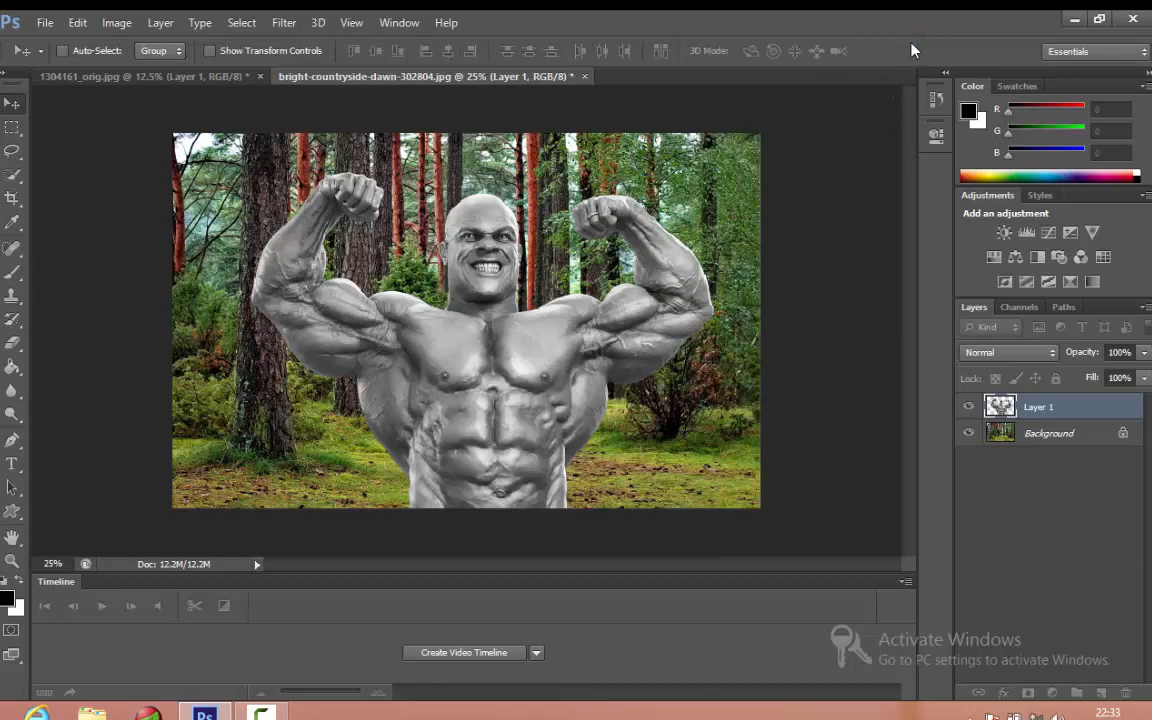 Ps File Edit Image Layer Type Select Filter 3D View Window Help
Auto-Select: Group Show Transform Controls 3D Mode: Essentials
1304161_orig.jpg @ 12.5% (Layer 1, RGB/8) * × bright-countryside-dawn-302804.jpg @ 25% (Layer 1, RGB/8) * ×
Color Swatches
R 0
G 0
B 0
Adjustments Styles
Add an adjustment
Layers Channels Paths
Kind
Normal Opacity: 100%
Lock: Fill: 100%
Layer 1
Background
25% Doc: 12.2M/12.2M
Timeline
Create Video Timeline
Activate Windows
Go to PC settings to activate Windows.
Ps
22:33